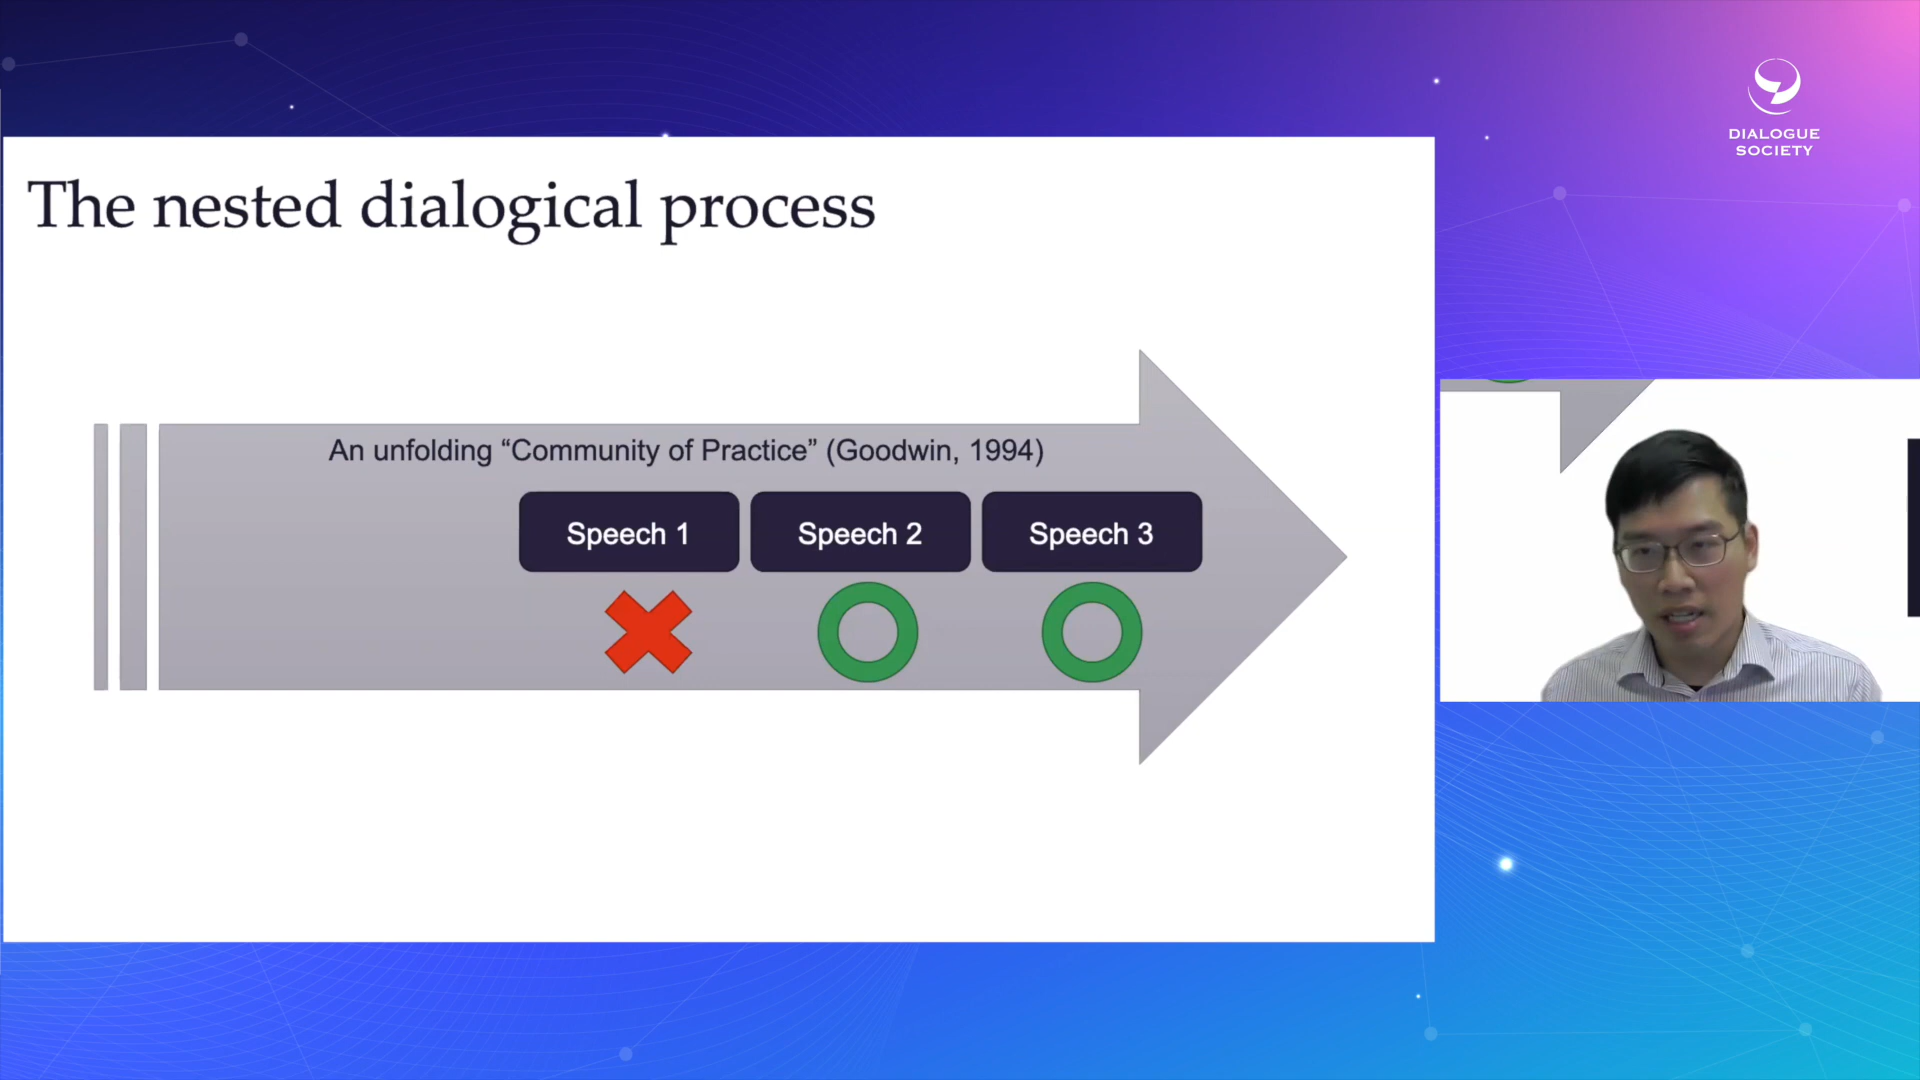 DIALOGUE
SOCIETY
The nested dialogical process
An unfolding “Community of Practice” (Goodwin, 1994)
Speech 1
Speech 2
Speech 3